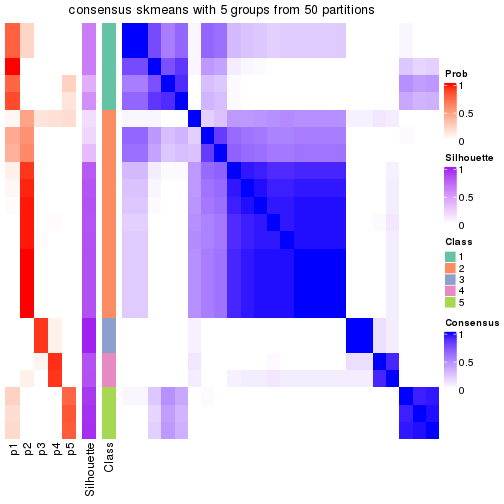 consensus skmeans with 5 groups from 50 partitions
Prob
1
0.5
0
Silhouette
1
0.5
0
Class
1
2
3
4
5
Consensus
1
0.5
0
p1
p2
p3
p4
p5
Silhouette
Class